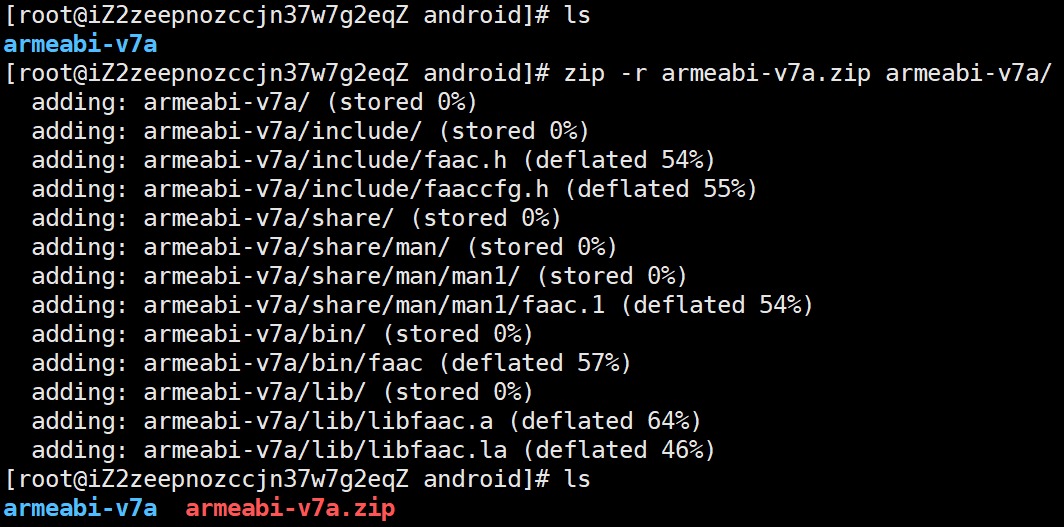 [root@iZ2zeepnozccjn37w7g2eqZ android]# ls
armeabi-v7a
[root@iZ2zeepnozccjn37w7g2eqZ android]# zip -r armeabi-v7a.zip armeabi-v7a/
  adding: armeabi-v7a/ (stored 0%)
  adding: armeabi-v7a/include/ (stored 0%)
  adding: armeabi-v7a/include/faac.h (deflated 54%)
  adding: armeabi-v7a/include/faaccfg.h (deflated 55%)
  adding: armeabi-v7a/share/ (stored 0%)
  adding: armeabi-v7a/share/man/ (stored 0%)
  adding: armeabi-v7a/share/man/man1/ (stored 0%)
  adding: armeabi-v7a/share/man/man1/faac.1 (deflated 54%)
  adding: armeabi-v7a/bin/ (stored 0%)
  adding: armeabi-v7a/bin/faac (deflated 57%)
  adding: armeabi-v7a/lib/ (stored 0%)
  adding: armeabi-v7a/lib/libfaac.a (deflated 64%)
  adding: armeabi-v7a/lib/libfaac.la (deflated 46%)
[root@iZ2zeepnozccjn37w7g2eqZ android]# ls
armeabi-v7a  armeabi-v7a.zip